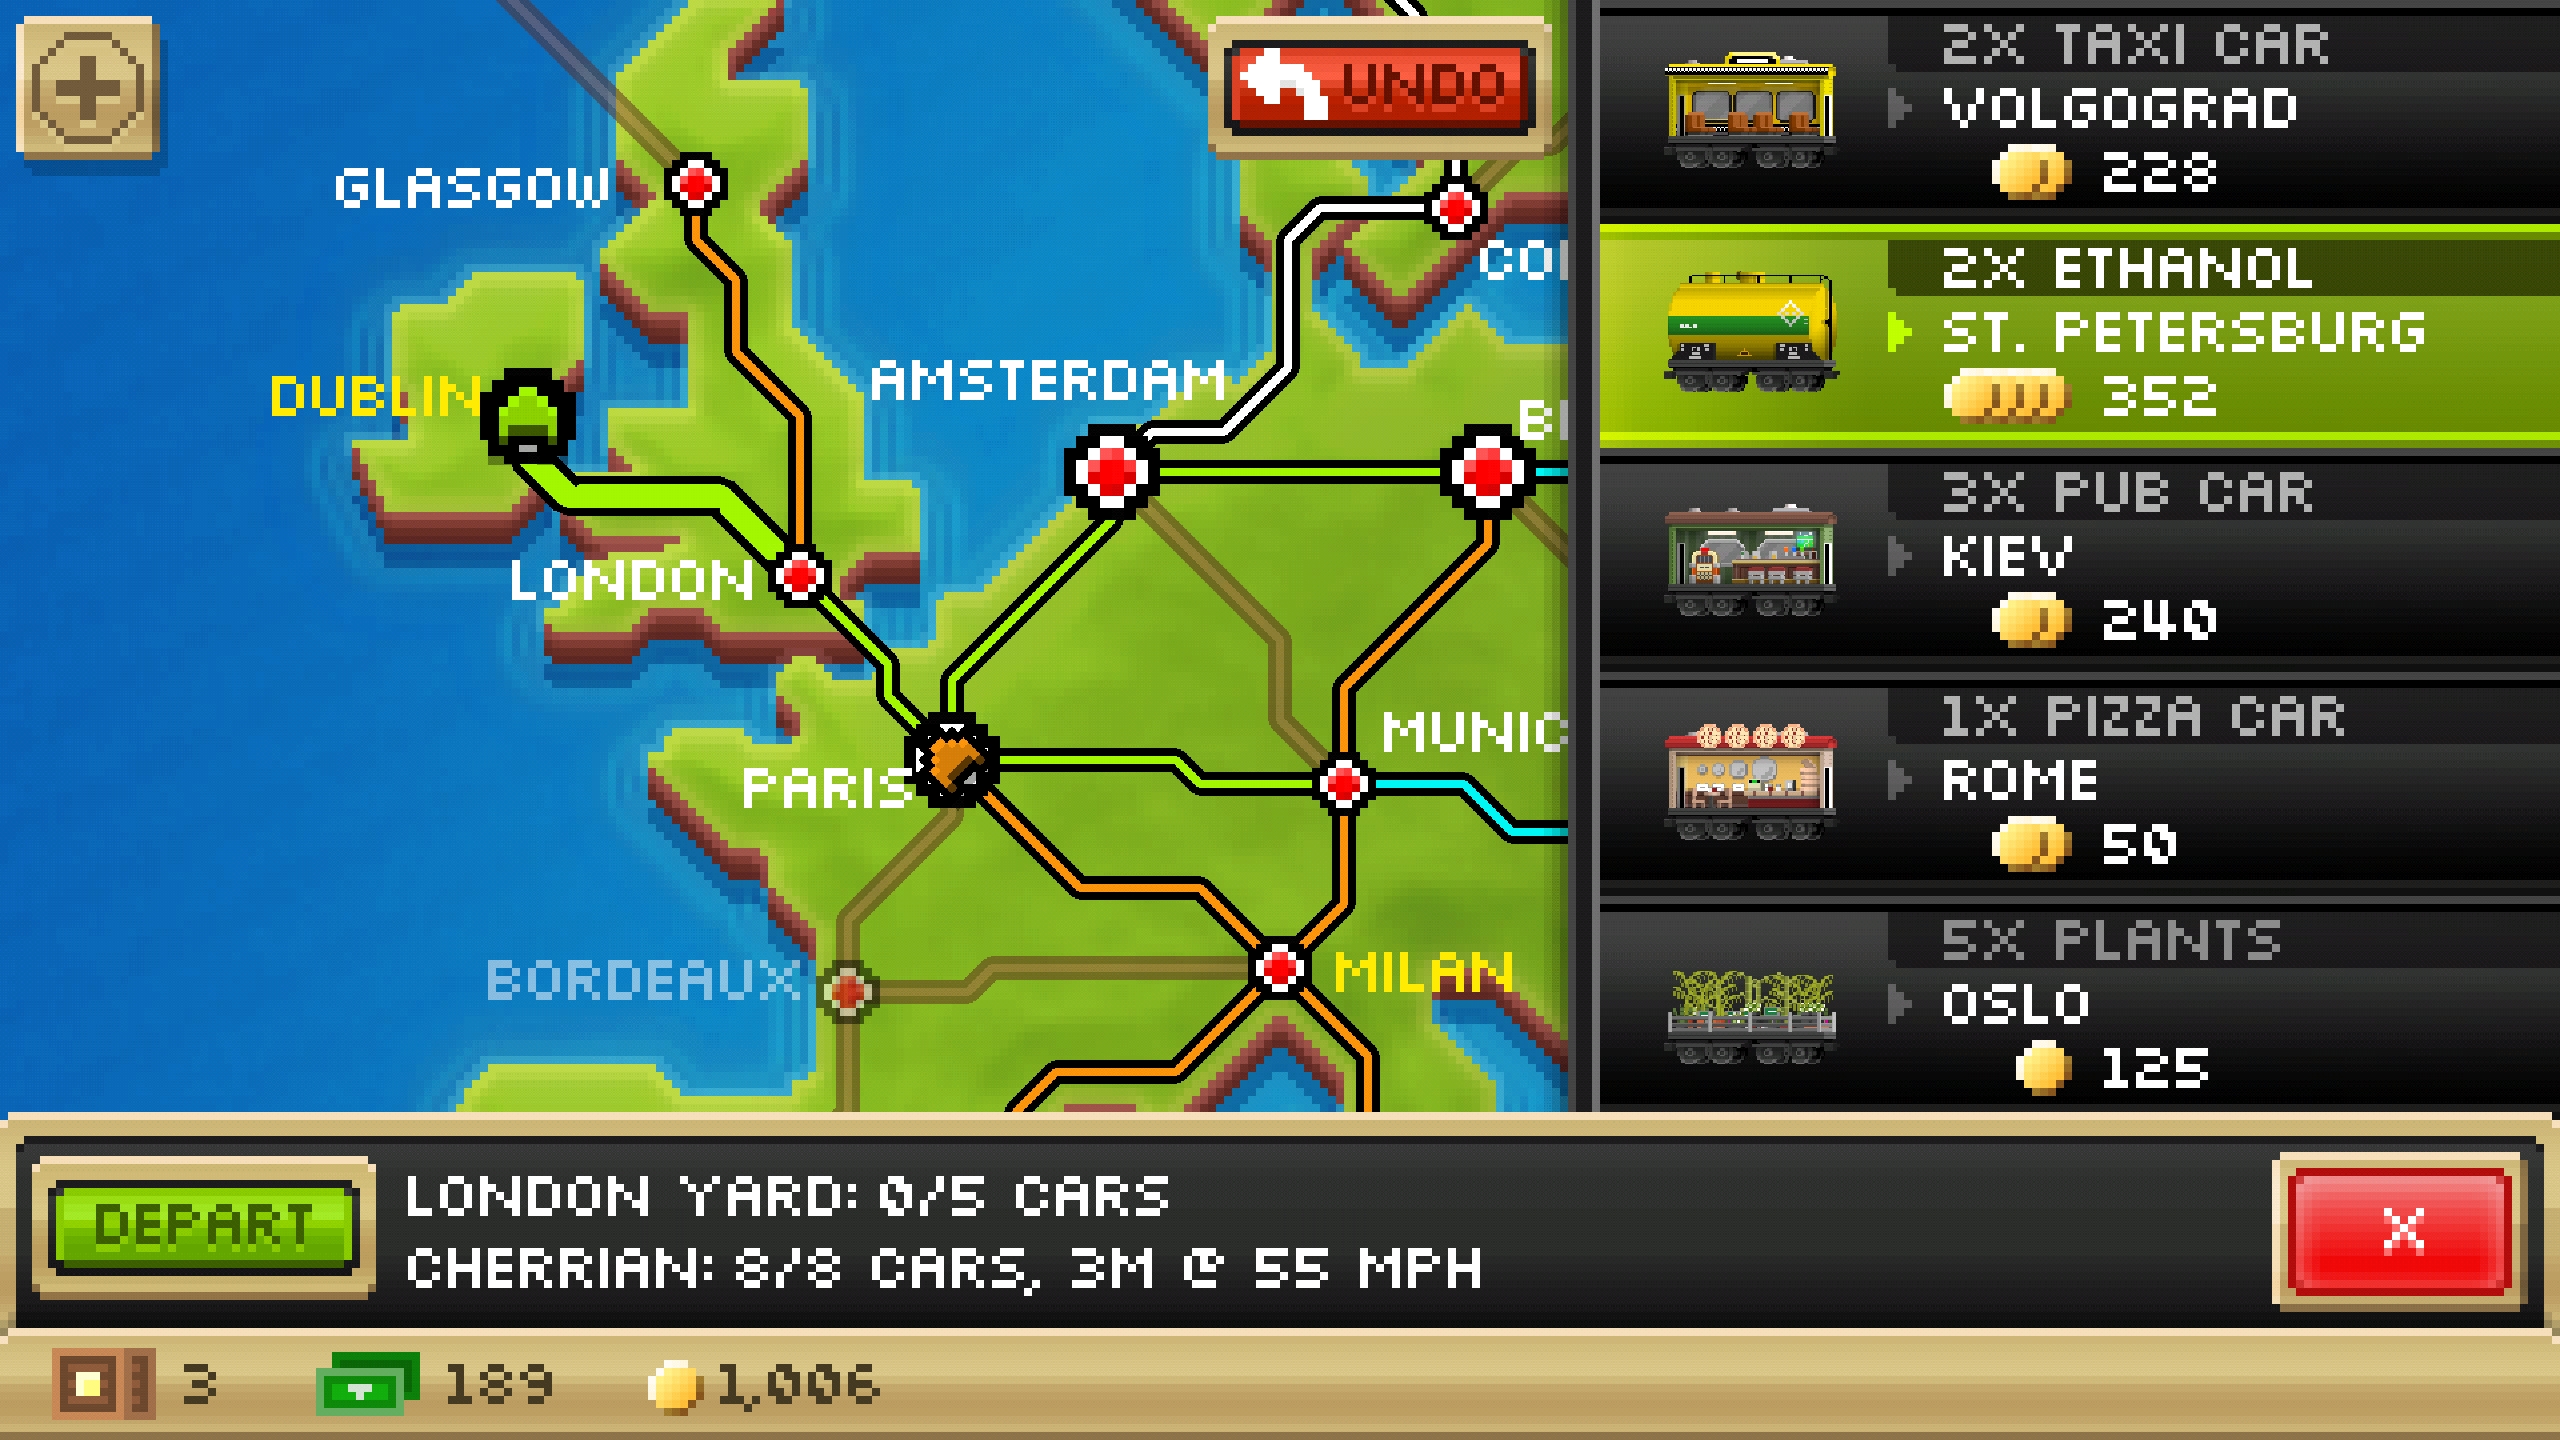 UNDO
GLASGOW
CO
DUBLIN
AMSTERDAM
B
LONDON
MUNIC
PARIS
BORDEAUX
MILAN
2X TAXI CAR
VOLGOGRAD
228
2X ETHANOL
ST. PETERSBURG
352
3X PUB CAR
KIEV
240
1X PIZZA CAR
ROME
50
5X PLANTS
OSLO
125
DEPART
LONDON YARD: 0/5 CARS
CHERRIAN: 8/8 CARS, 3M @ 55 MPH
X
3
189
1,006